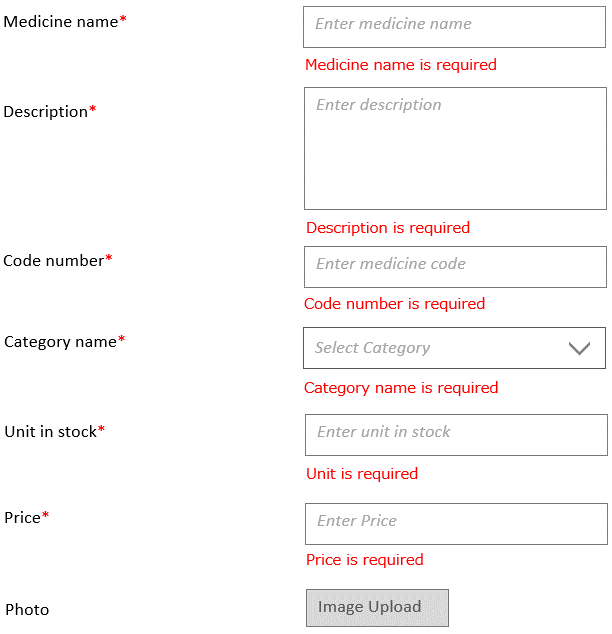 Medicine name*
Enter medicine name
Medicine name is required
Description*
Enter description
Description is required
Code number*
Enter medicine code
Code number is required
Category name*
Select Category
Category name is required
Unit in stock*
Enter unit in stock
Unit is required
Price*
Enter Price
Price is required
Photo
Image Upload